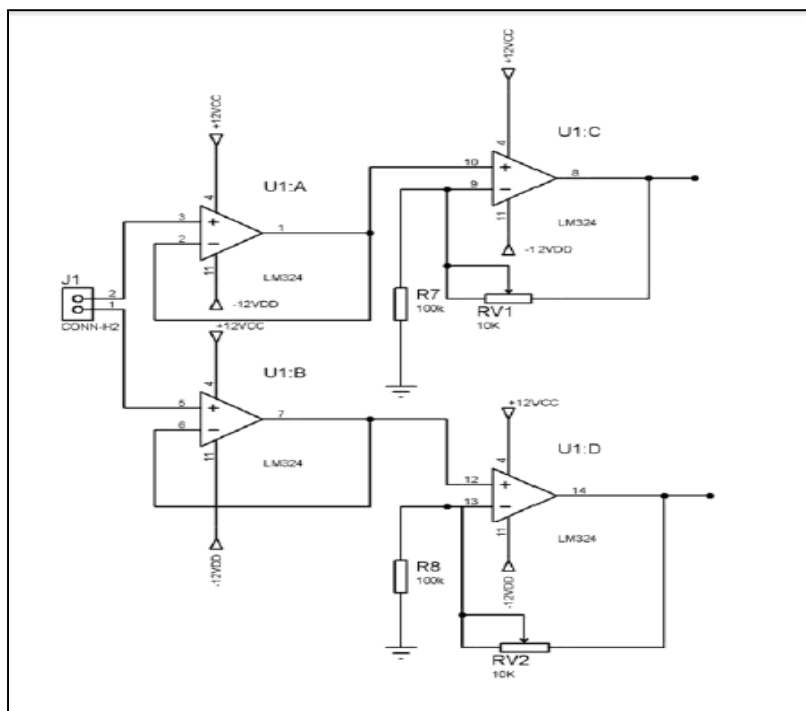 +12VCC
4
U1:A
3
+
2
−
1
11
LM324
-12VDD
+12VCC
4
U1:C
10
+
9
−
8
11
LM324
-12VDD
J1
2
1
CONN-H2
R7
100k
RV1
10K
+12VCC
4
U1:B
5
+
6
−
7
11
LM324
-12VDD
+12VCC
4
U1:D
12
+
13
−
14
11
LM324
-12VDD
R8
100k
RV2
10K